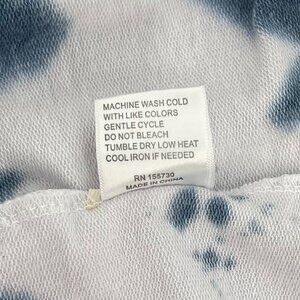 MACHINE WASH COLD
WITH LIKE COLORS
GENTLE CYCLE
DO NOT BLEACH
TUMBLE DRY LOW HEAT
COOL IRON IF NEEDED
RN 155730
MADE IN CHINA